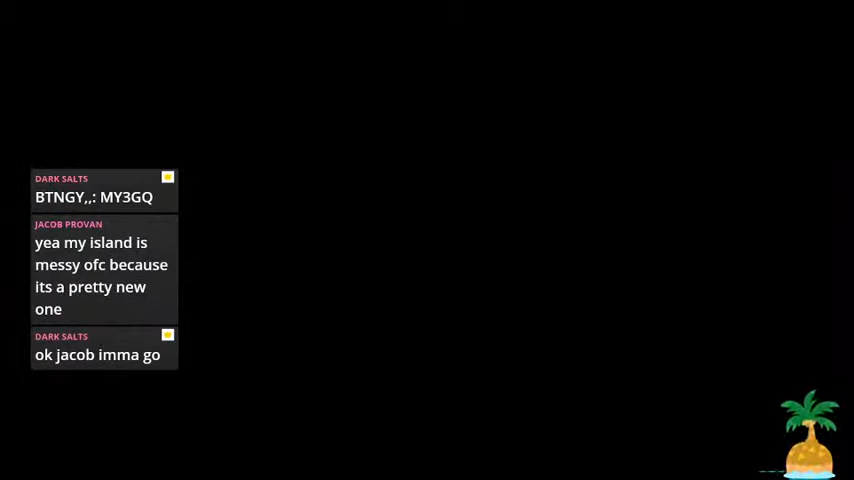 DARK SALTS
BTNGY,,: MY3GQ
JACOB PROVAN
yea my island is
messy ofc because
its a pretty new
one
DARK SALTS
ok jacob imma go